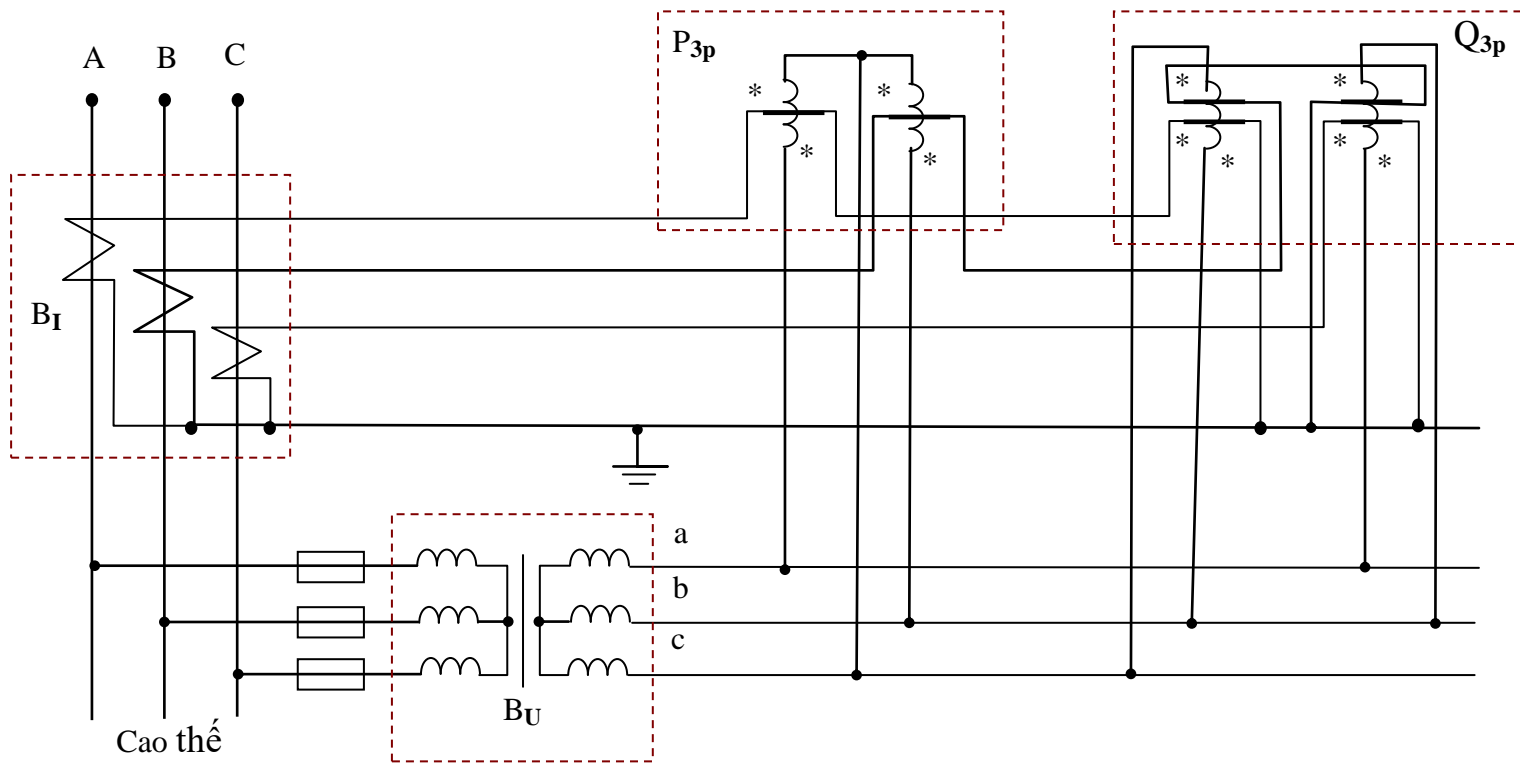 A B C
P3p
Q3p
* * * *
* * * * * *
BI
a
b
c
BU
Cao thế